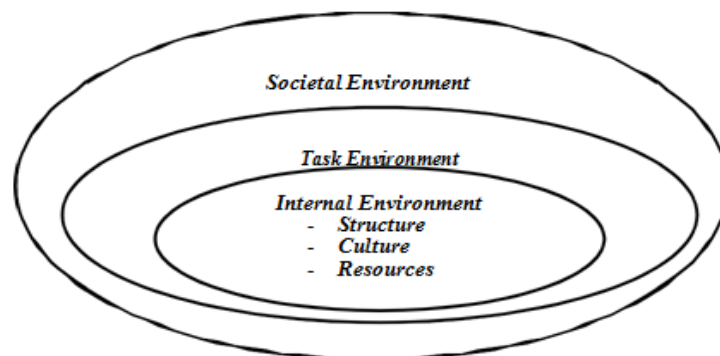 Societal Environment
Task Environment
Internal Environment
- Structure
- Culture
- Resources